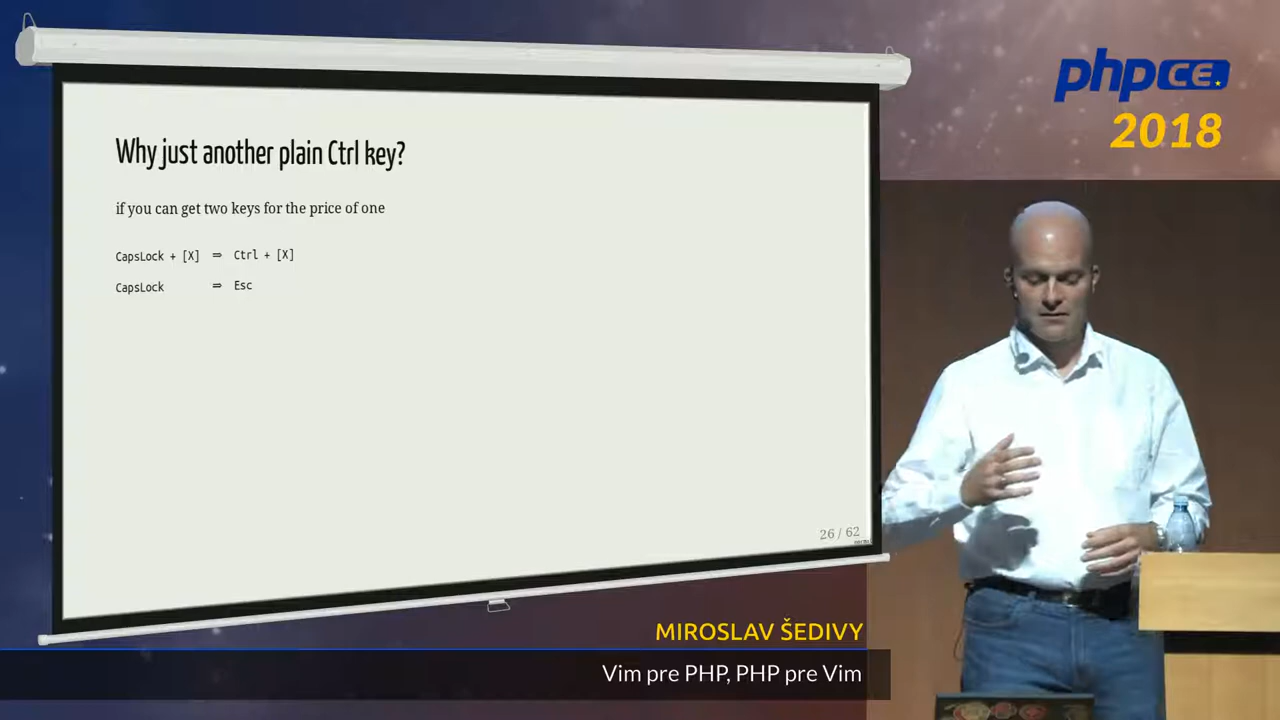 phpce.
2018
Why just another plain Ctrl key?
if you can get two keys for the price of one
CapsLock + [X] ⇒ Ctrl + [X]
CapsLock ⇒ Esc
26 / 62
MIROSLAV ŠEDIVY
Vim pre PHP, PHP pre Vim